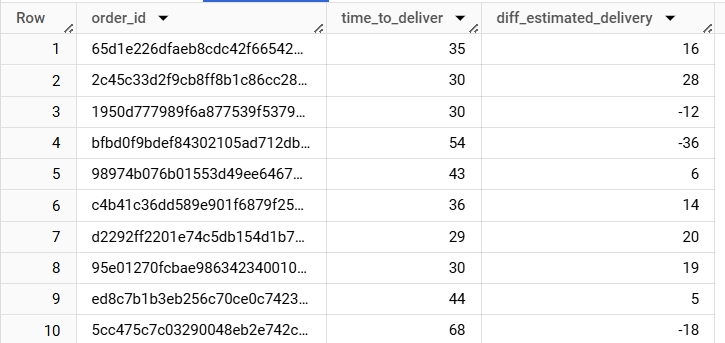 Row order_id time_to_deliver diff_estimated_delivery
1 65d1e226dfaeb8cdc42f66542... 35 16
2 2c45c33d2f9cb8ff8b1c86cc28... 30 28
3 1950d777989f6a877539f5379... 30 -12
4 bfbd0f9bdef84302105ad712db... 54 -36
5 98974b076b01553d49ee6467... 43 6
6 c4b41c36dd589e901f6879f25... 36 14
7 d2292ff2201e74c5db154d1b7... 29 20
8 95e01270fcbae986342340010... 30 19
9 ed8c7b1b3eb256c70ce0c7423... 44 5
10 5cc475c7c03290048eb2e742c... 68 -18